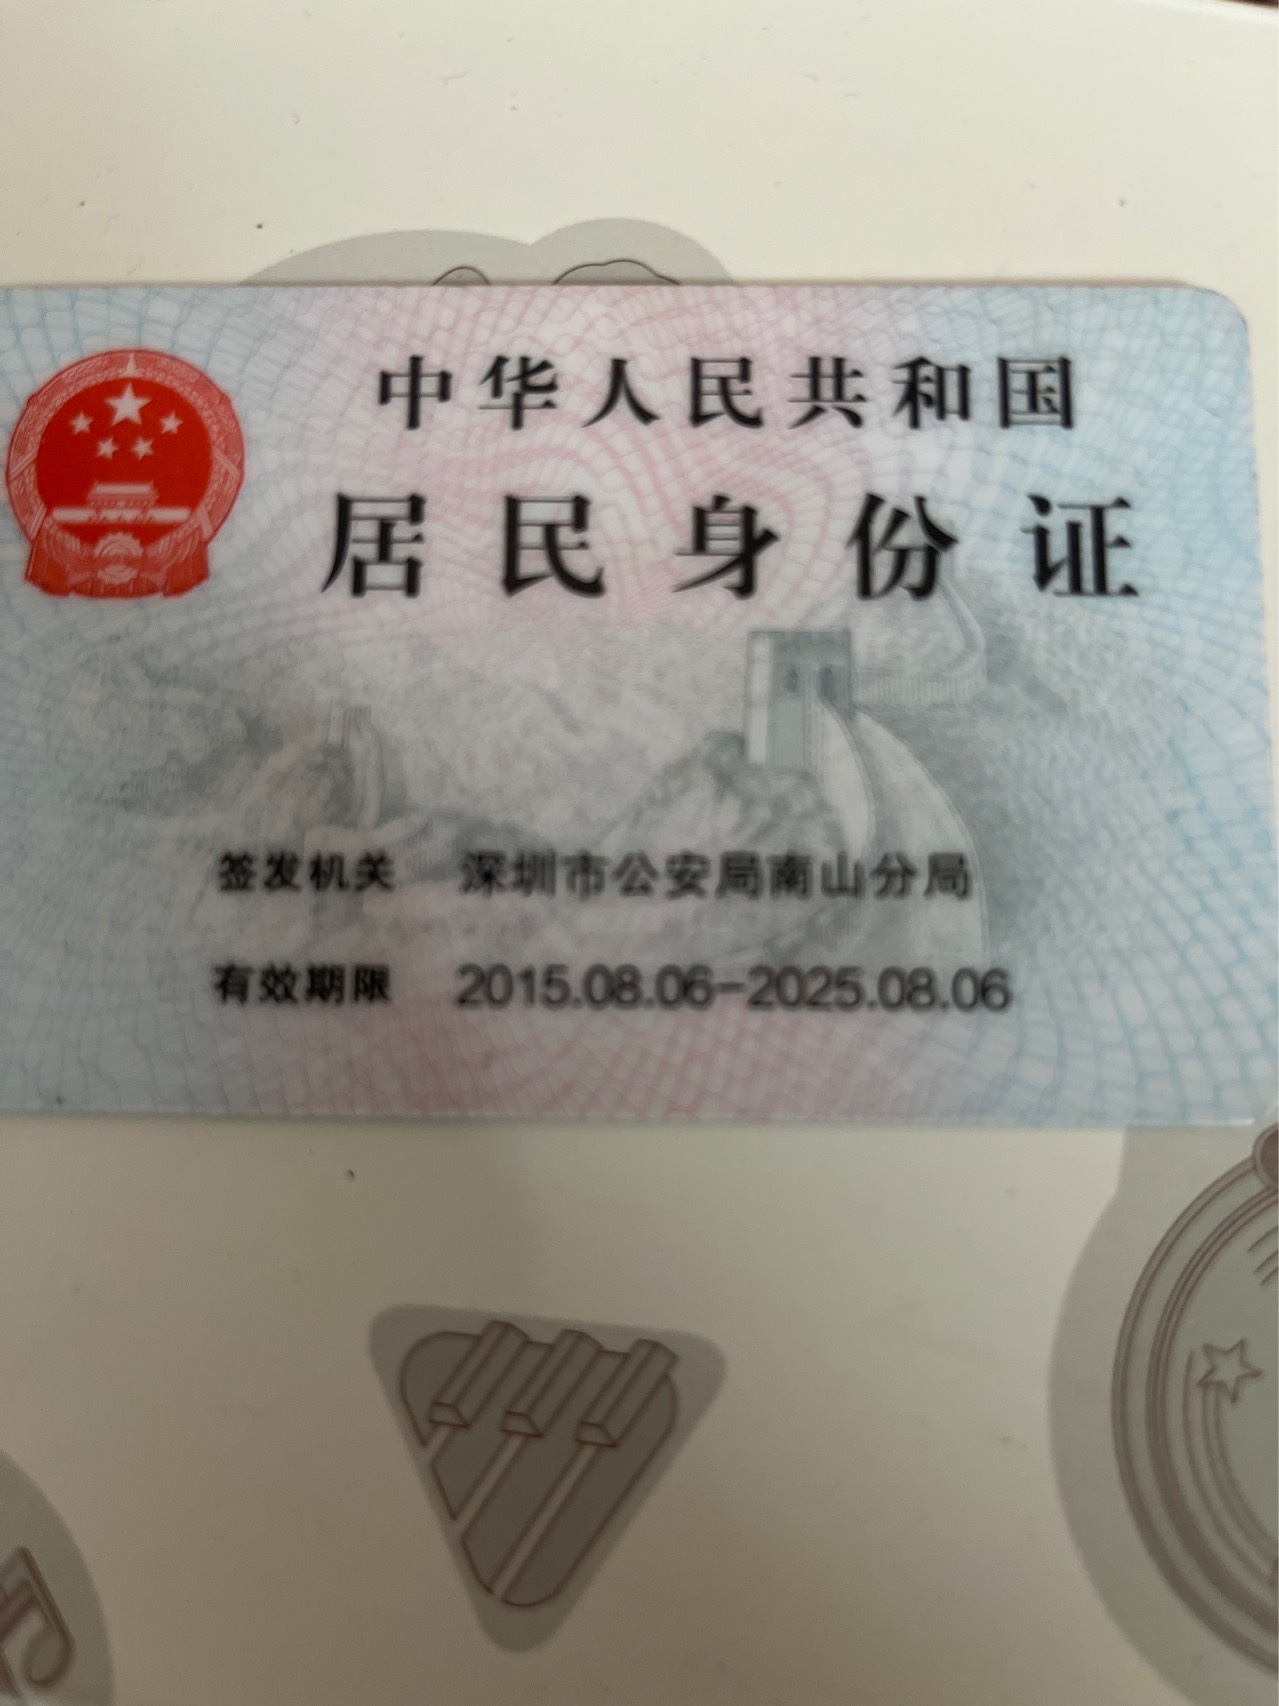 中华人民共和国
居民身份证
签发机关 深圳市公安局南山分局
有效期限 2015.08.06-2025.08.06